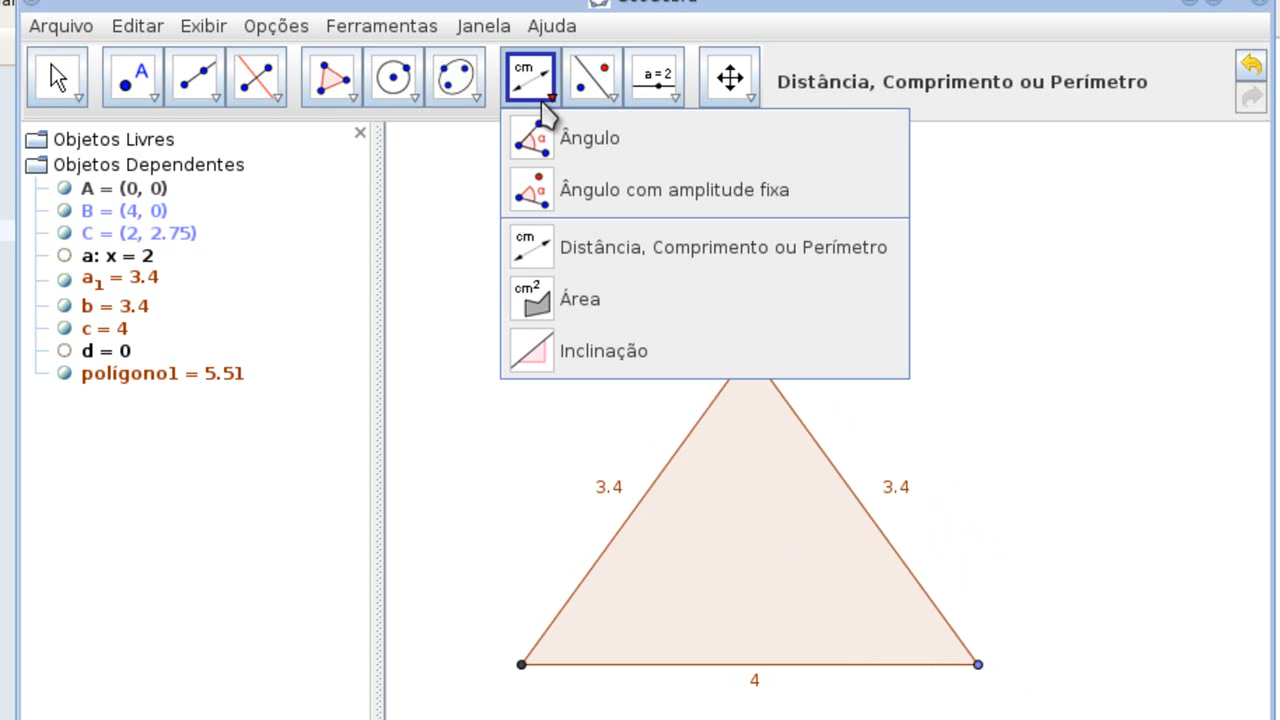 Arquivo Editar Exibir Opções Ferramentas Janela Ajuda
A
cm
a = 2
Distância, Comprimento ou Perímetro
Objetos Livres
Objetos Dependentes
A = (0, 0)
B = (4, 0)
C = (2, 2.75)
a: x = 2
a1 = 3.4
b = 3.4
c = 4
d = 0
polígono1 = 5.51
α Ângulo
α Ângulo com amplitude fixa
cm Distância, Comprimento ou Perímetro
cm2 Área
Inclinação
3.4
3.4
4